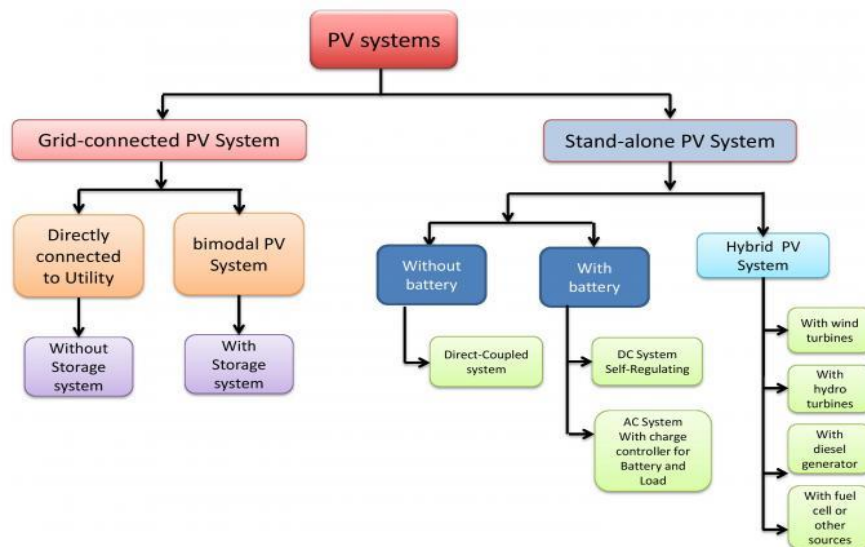 PV systems
Grid-connected PV System
Stand-alone PV System
Directly
connected
to Utility
bimodal PV
System
Without
battery
With
battery
Hybrid PV
System
Without
Storage
system
With
Storage
system
Direct-Coupled
system
DC System
Self-Regulating
AC System
With charge
controller for
Battery and
Load
With wind
turbines
With
hydro
turbines
With
diesel
generator
With fuel
cell or
other
sources